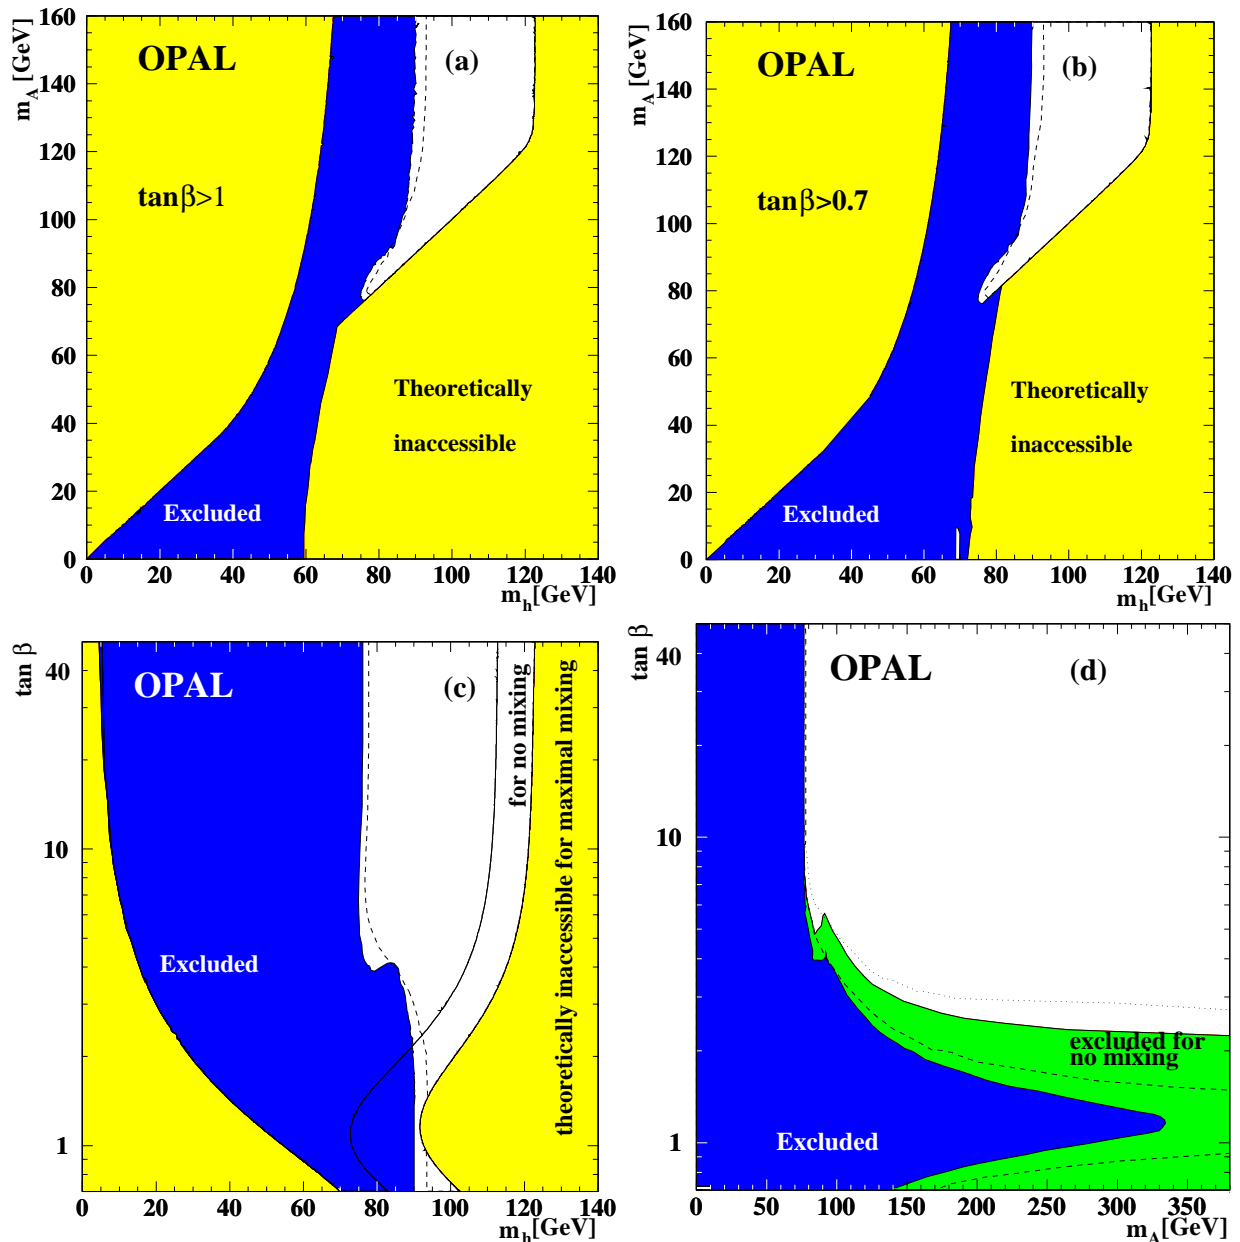 m_A [GeV]
160
140
120
100
80
60
40
20
0
OPAL
(a)
tanβ>1
Theoretically
inaccessible
Excluded
0 20 40 60 80 100 120 140
m_h[GeV]
m_A [GeV]
160
140
120
100
80
60
40
20
0
OPAL
(b)
tanβ>0.7
Theoretically
inaccessible
Excluded
0 20 40 60 80 100 120 140
m_h[GeV]
tan β
40
10
1
OPAL
(c)
Excluded
for no mixing
theoretically inaccessible for maximal mixing
0 20 40 60 80 100 120 140
m_h[GeV]
tan β
40
10
1
OPAL
(d)
excluded for
no mixing
Excluded
0 50 100 150 200 250 300 350
m_A[GeV]